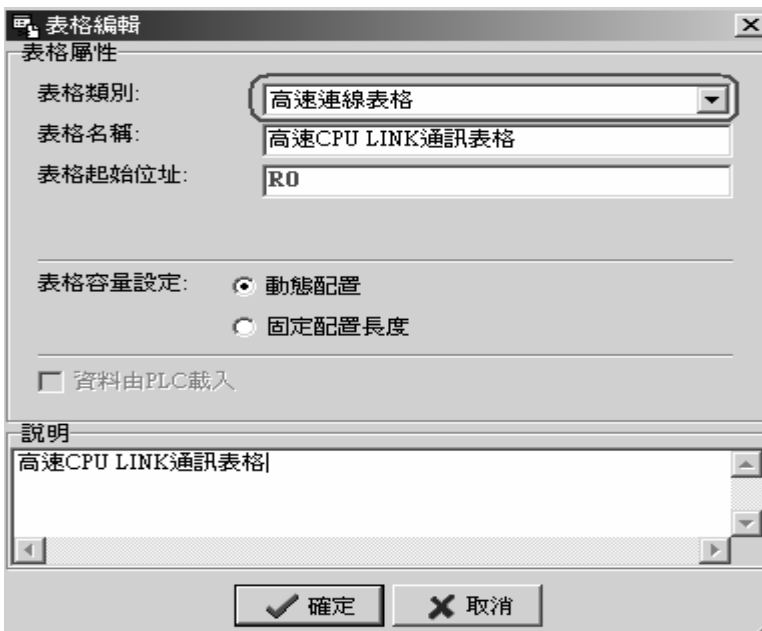 表格編輯
表格屬性
表格類別: 高速連線表格
表格名稱: 高速CPU LINK通訊表格
表格起始位址: R0
表格容量設定: 動態配置
固定配置長度
資料由PLC載入
說明
高速CPU LINK通訊表格
確定 取消